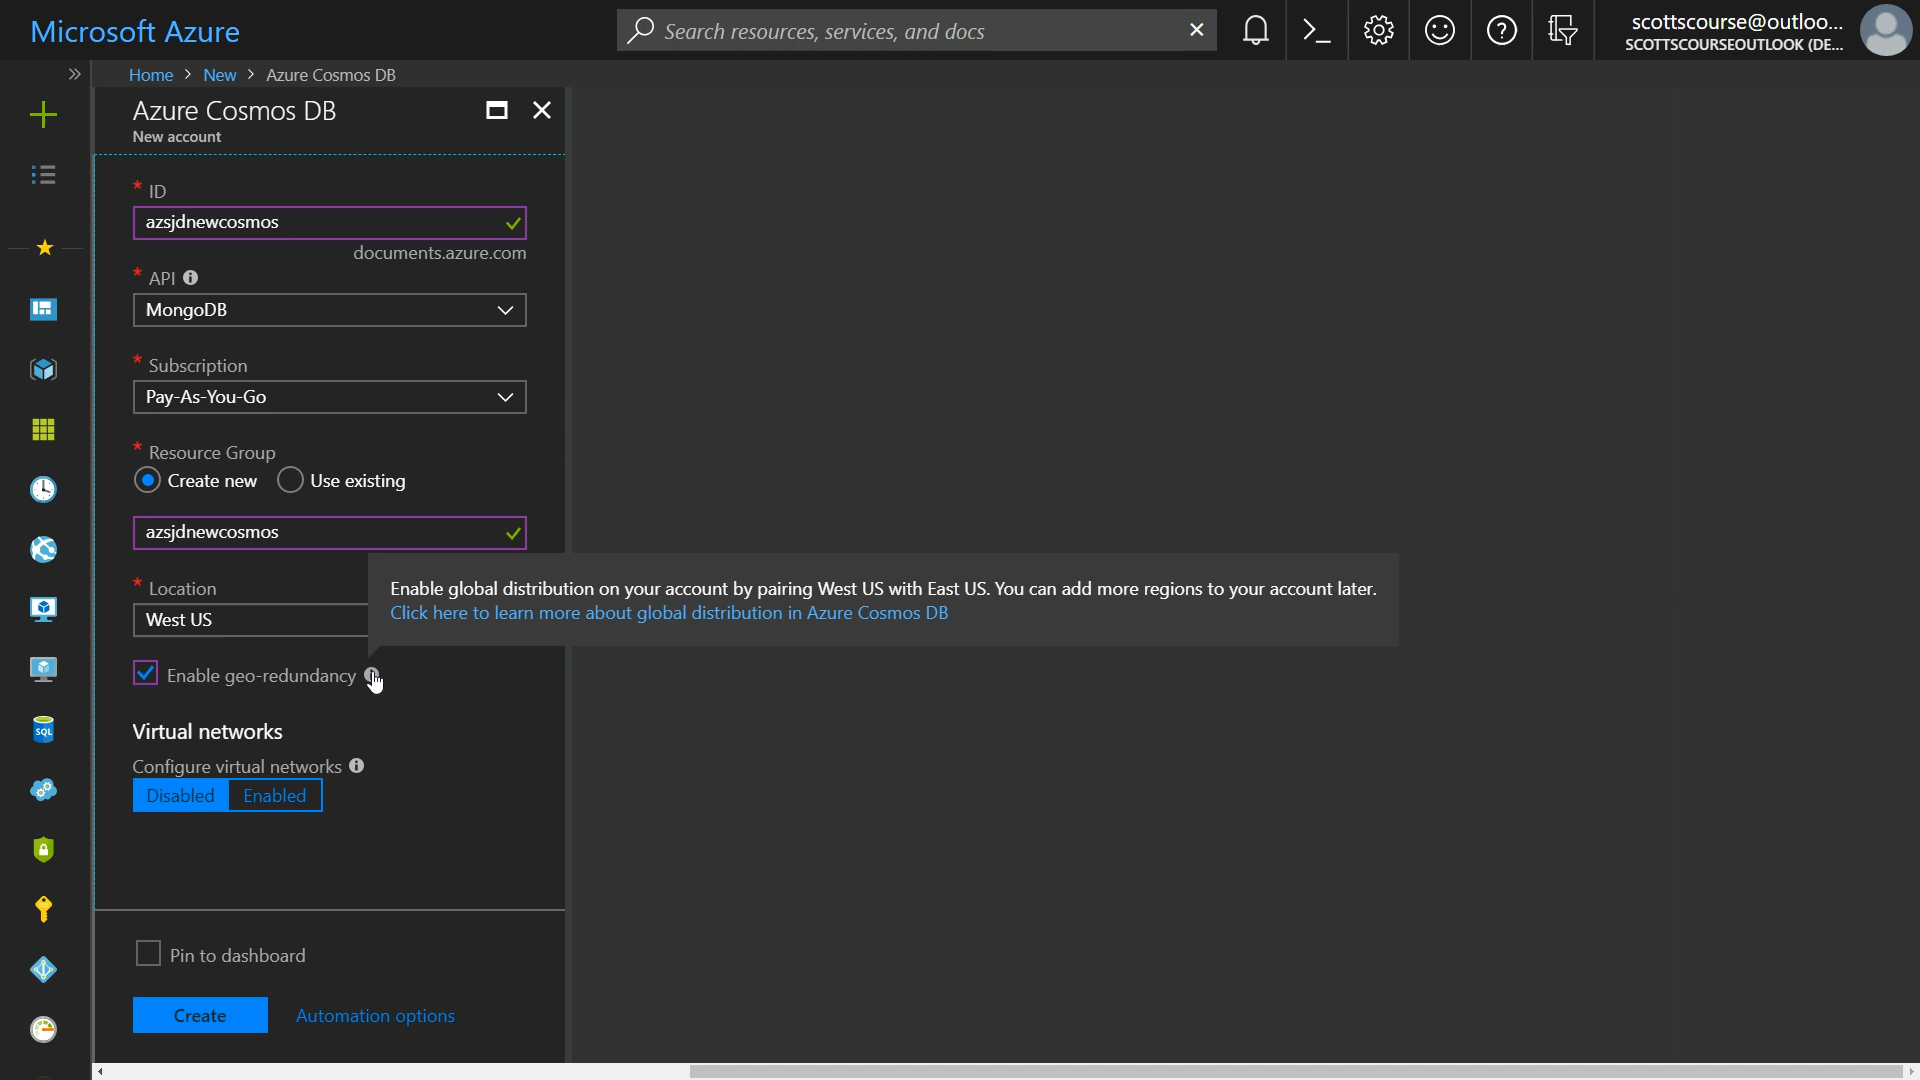 Microsoft Azure
Search resources, services, and docs
scottscourse@outloo...
SCOTTSCOURSEOUTLOOK (DE...
Home > New > Azure Cosmos DB
Azure Cosmos DB
New account
* ID
azsjdnewcosmos
documents.azure.com
* API
MongoDB
* Subscription
Pay-As-You-Go
* Resource Group
Create new Use existing
azsjdnewcosmos
* Location
West US
Enable global distribution on your account by pairing West US with East US. You can add more regions to your account later.
Click here to learn more about global distribution in Azure Cosmos DB
Enable geo-redundancy
Virtual networks
Configure virtual networks
Disabled Enabled
SQL
Pin to dashboard
Create Automation options